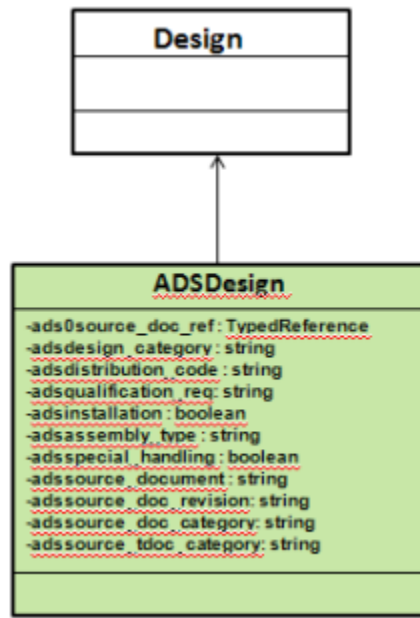 Design
ADSDesign
-ads0source_doc_ref: TypedReference
-adsdesign_category: string
-adsdistribution_code: string
-adsqualification_req: string
-adsinstallation: boolean
-adsassembly_type: string
-adsspecial_handling: boolean
-adssource_document: string
-adssource_doc_revision: string
-adssource_doc_category: string
-adssource_tdoc_category: string